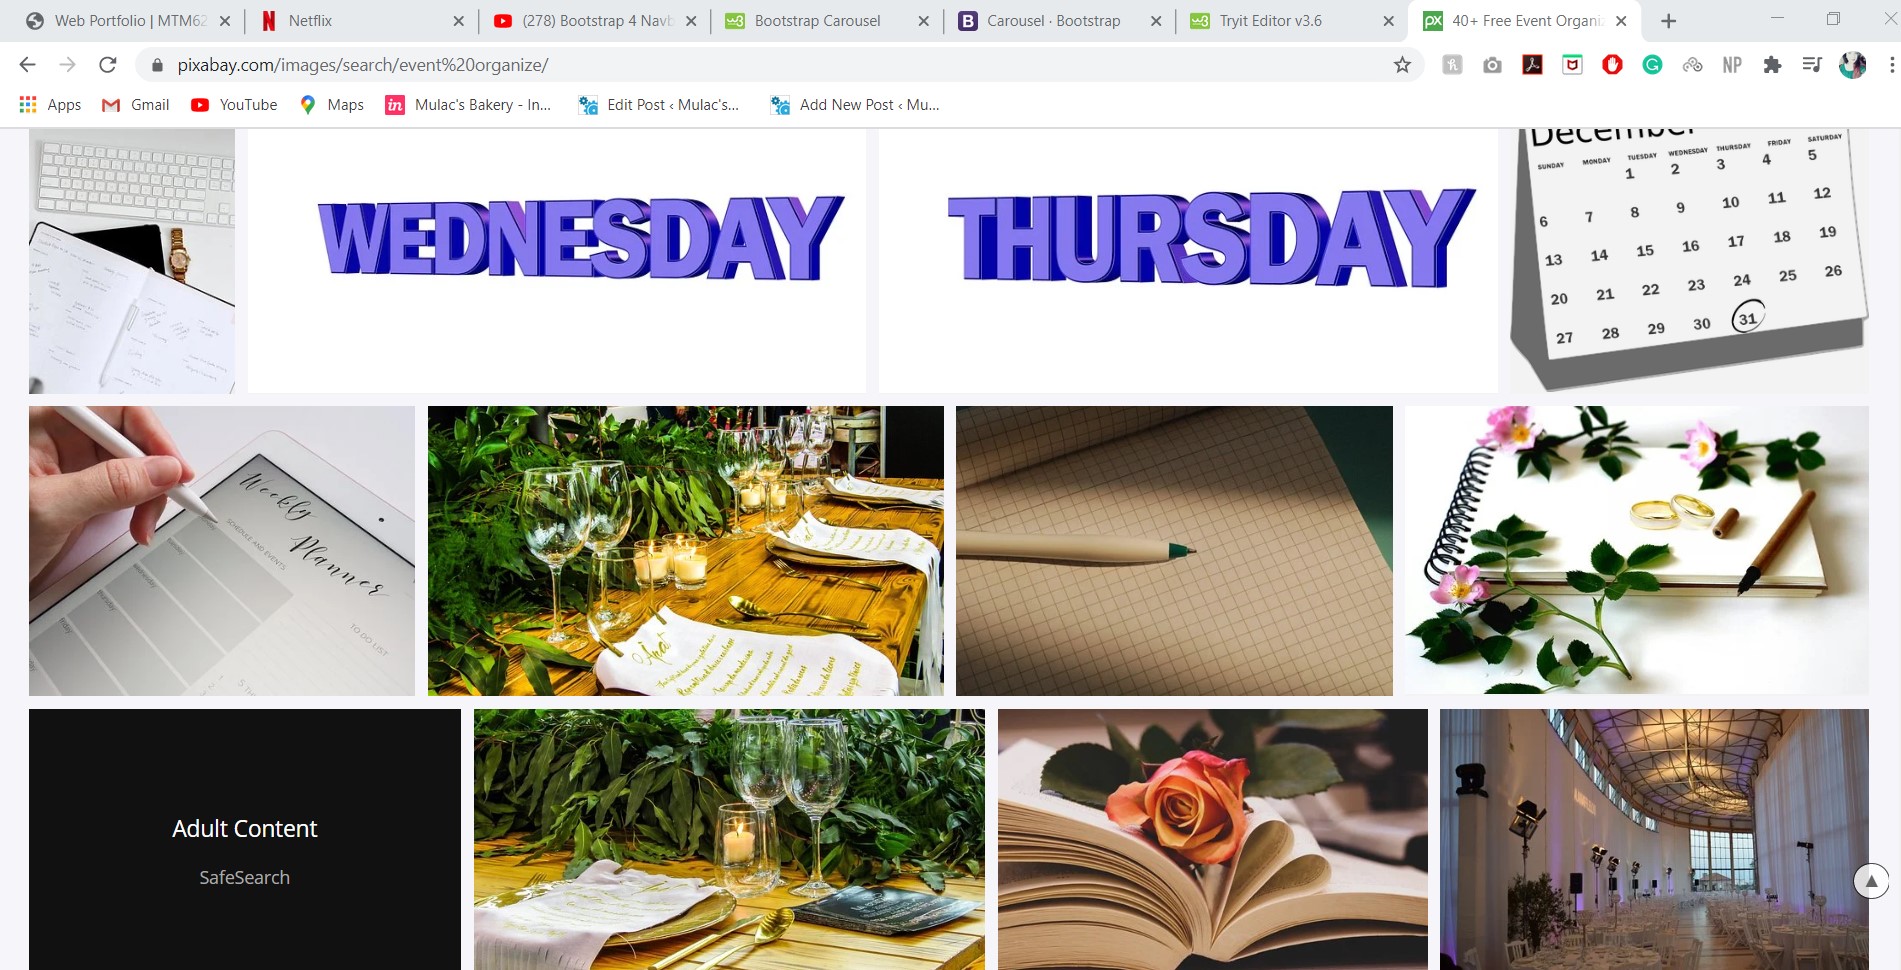 Web Portfolio | MTM62
Netflix
(278) Bootstrap 4 Navb
Bootstrap Carousel
Carousel · Bootstrap
Tryit Editor v3.6
40+ Free Event Organiz
pixabay.com/images/search/event%20organize/
Apps
Gmail
YouTube
Maps
Mulac's Bakery - In...
Edit Post ‹ Mulac's...
Add New Post ‹ Mu...
WEDNESDAY
THURSDAY
December
SUNDAY MONDAY TUESDAY WEDNESDAY THURSDAY FRIDAY SATURDAY
1 2 3 4 5
6 7 8 9 10 11 12
13 14 15 16 17 18 19
20 21 22 23 24 25 26
27 28 29 30 31
Weekly
Planner
SCHEDULE AND EVENTS
TO DO LIST
tuesday
wednesday
thursday
friday
Adult Content
SafeSearch